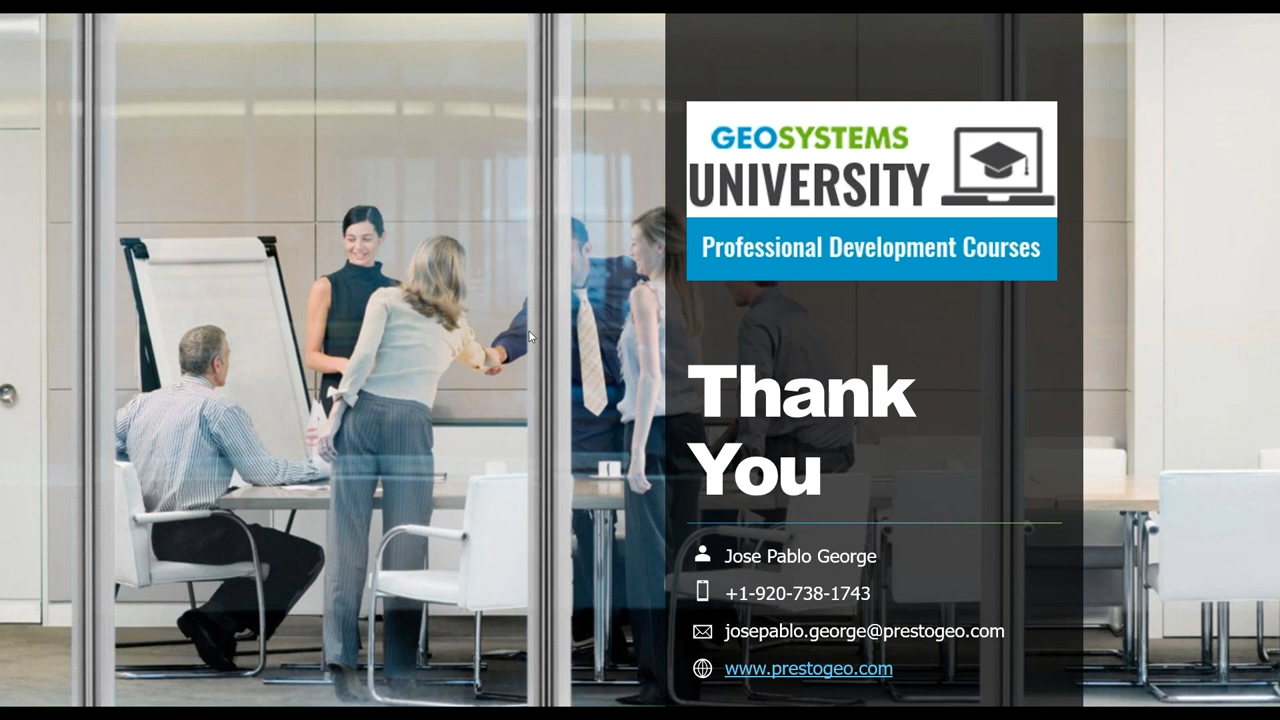 GEOSYSTEMS
UNIVERSITY
Professional Development Courses
Thank
You
Jose Pablo George
+1-920-738-1743
josepablo.george@prestogeo.com
www.prestogeo.com